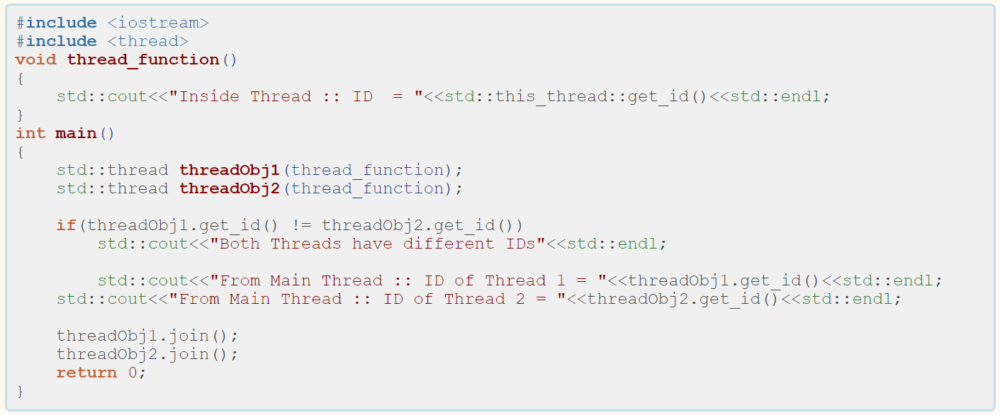 #include <iostream>
#include <thread>
void thread_function()
{
    std::cout<<"Inside Thread :: ID  = "<<std::this_thread::get_id()<<std::endl;
}
int main()
{
    std::thread threadObj1(thread_function);
    std::thread threadObj2(thread_function);

    if(threadObj1.get_id() != threadObj2.get_id())
        std::cout<<"Both Threads have different IDs"<<std::endl;

        std::cout<<"From Main Thread :: ID of Thread 1 = "<<threadObj1.get_id()<<std::endl;
    std::cout<<"From Main Thread :: ID of Thread 2 = "<<threadObj2.get_id()<<std::endl;

    threadObj1.join();
    threadObj2.join();
    return 0;
}